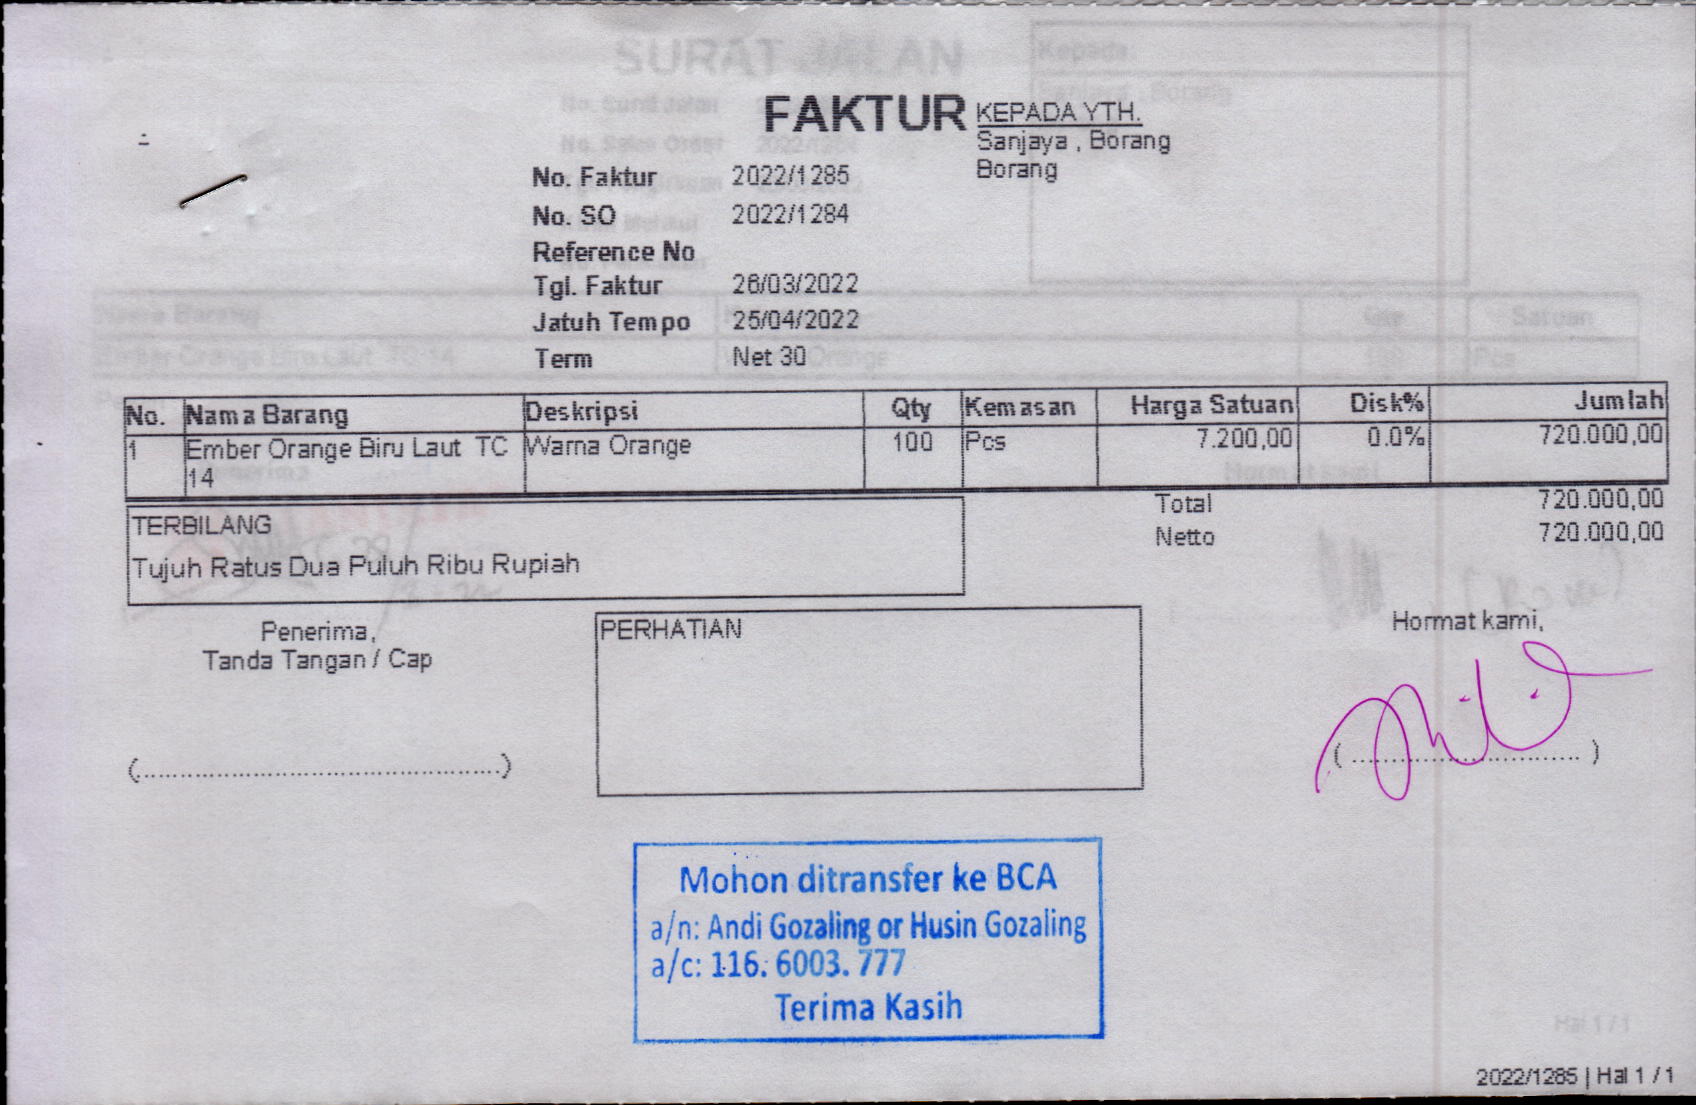 FAKTUR
KEPADA YTH.
Sanjaya , Borang
Borang
No. Faktur 2022/1285
No. SO 2022/1284
Reference No
Tgl. Faktur 26/03/2022
Jatuh Tempo 25/04/2022
Term Net 30
No. Nama Barang Deskripsi Qty Kemasan Harga Satuan Disk% Jumlah
1 Ember Orange Biru Laut TC Warna Orange 100 Pcs 7.200,00 0.0% 720.000,00
14
Total 720.000,00
Netto 720.000,00
TERBILANG
Tujuh Ratus Dua Puluh Ribu Rupiah
Penerima,
Tanda Tangan / Cap
PERHATIAN
Hormat kami,
Mohon ditransfer ke BCA
a/n: Andi Gozaling or Husin Gozaling
a/c: 116. 6003. 777
Terima Kasih
2022/1285 | Hal 1 / 1